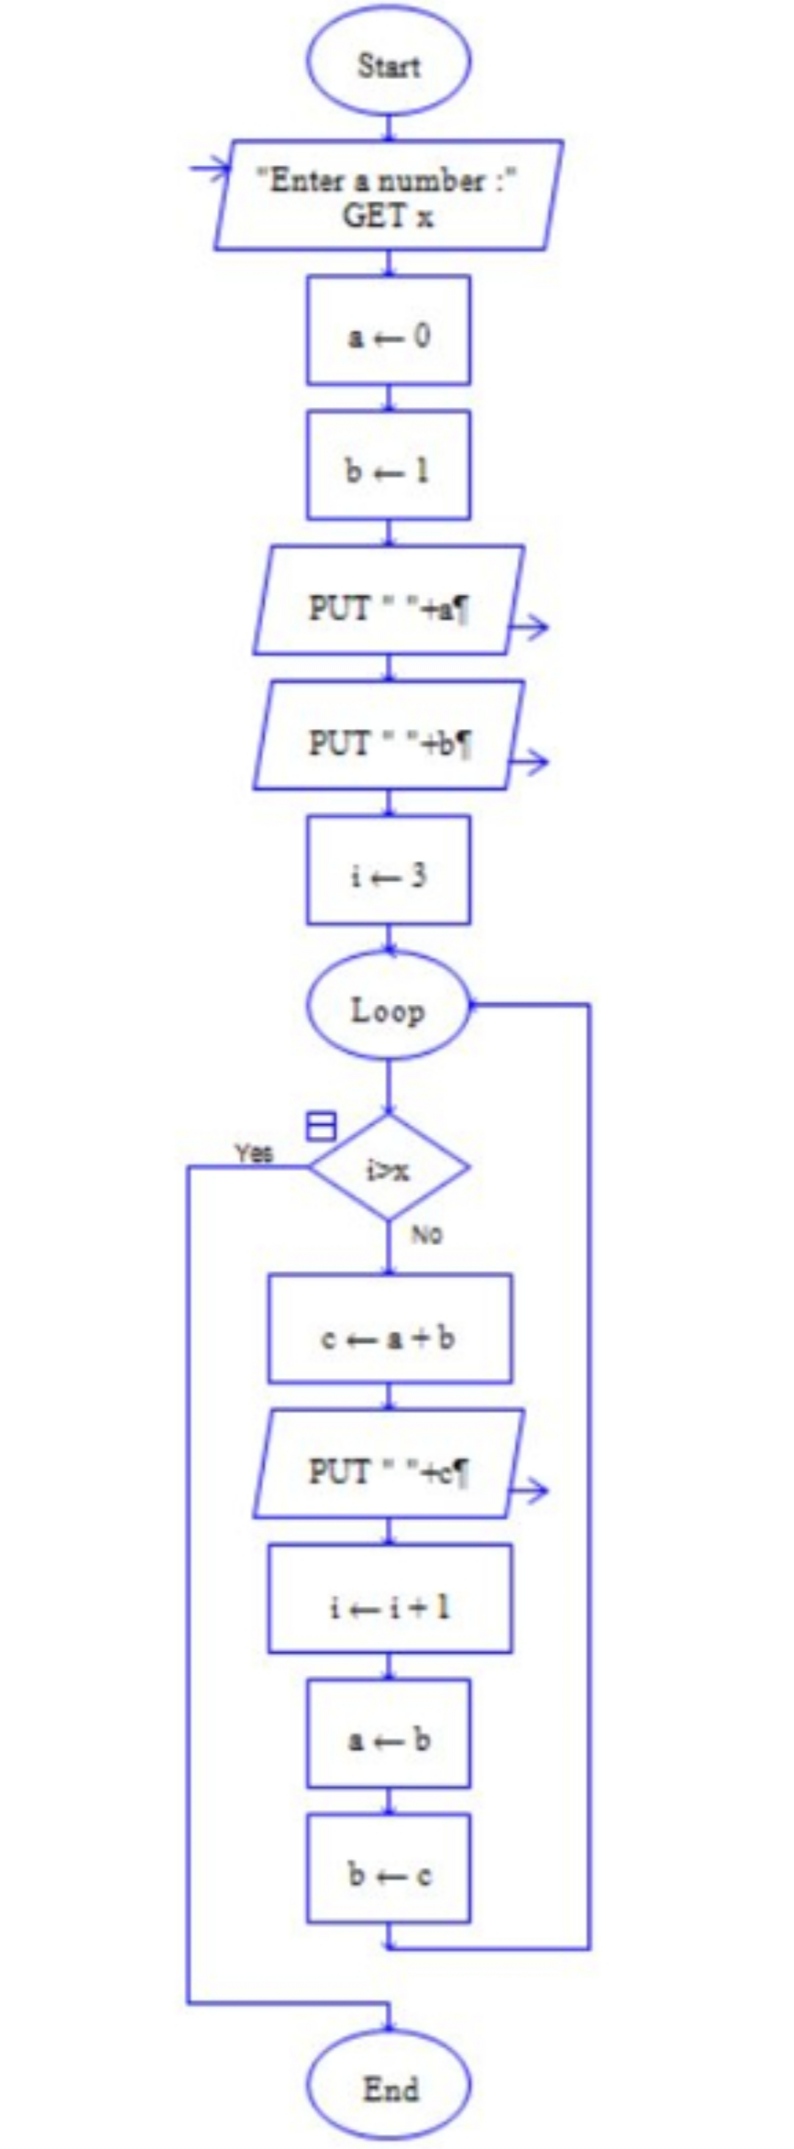 Start
"Enter a number :"
GET x
a ← 0
b ← 1
PUT " "+a¶
PUT " "+b¶
i ← 3
Loop
Yes
i>x
No
c ← a + b
PUT " "+c¶
i ← i + 1
a ← b
b ← c
End